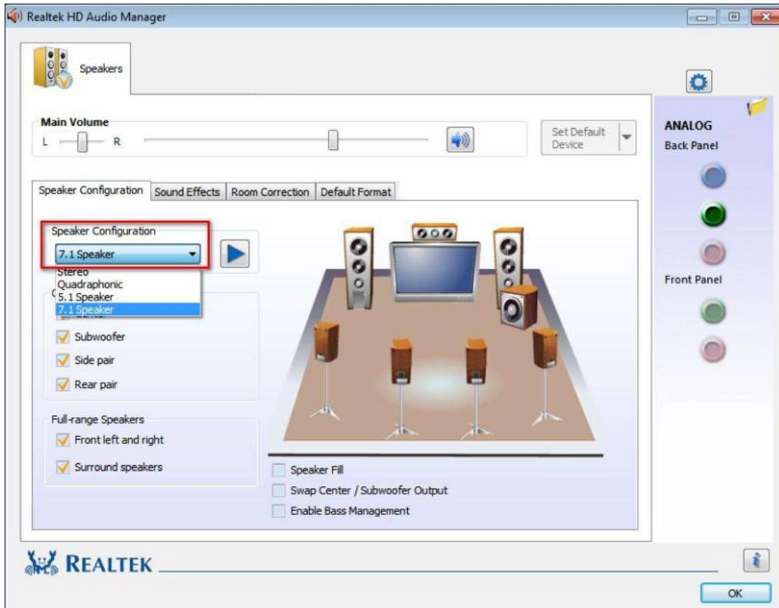 Realtek HD Audio Manager
Speakers
Main Volume
L
R
Set Default
Device
ANALOG
Back Panel
Speaker Configuration
Sound Effects
Room Correction
Default Format
Speaker Configuration
7.1 Speaker
Stereo
Quadraphonic
5.1 Speaker
7.1 Speaker
Subwoofer
Side pair
Rear pair
Front Panel
Full-range Speakers
Front left and right
Surround speakers
Speaker Fill
Swap Center / Subwoofer Output
Enable Bass Management
REALTEK
i
OK